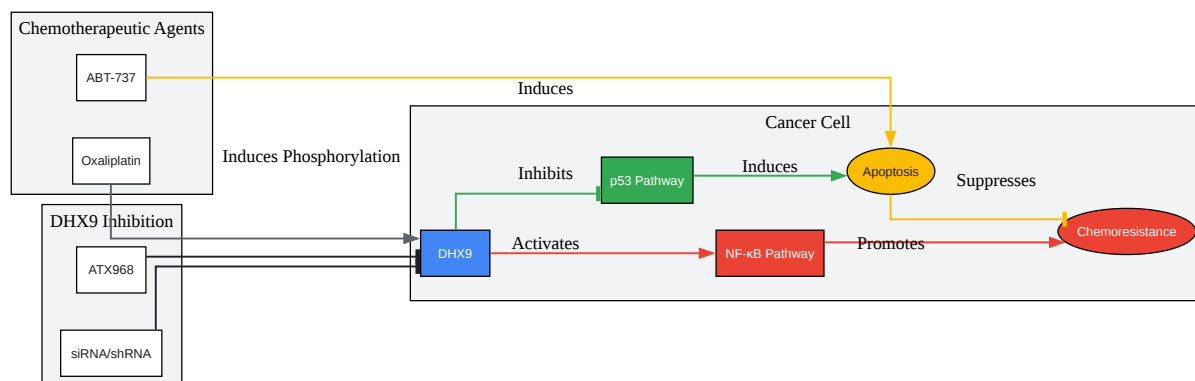 Chemotherapeutic Agents
ABT-737
Induces
Cancer Cell
Oxaliplatin
Induces Phosphorylation
Inhibits
p53 Pathway
Induces
Apoptosis
Suppresses
DHX9 Inhibition
ATX968
DHX9
Activates
NF-κB Pathway
Promotes
Chemoresistance
siRNA/shRNA